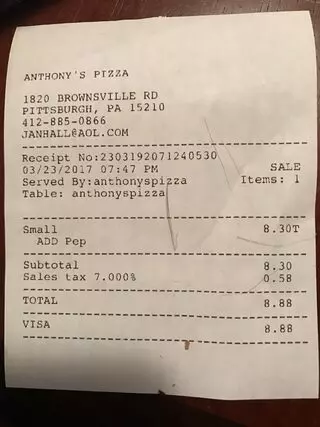 ANTHONY'S PIZZA
1820 BROWNSVILLE RD
PITTSBURGH, PA 15210
412-885-0866
JANHALL@AOL.COM
Receipt No:2303192071240530
SALE
03/23/2017 07:47 PM
Items: 1
Served By:anthonyspizza
Table: anthonyspizza
Small 8.30T
ADD Pep
Subtotal 8.30
Sales tax 7.000% 0.58
TOTAL 8.88
VISA 8.88